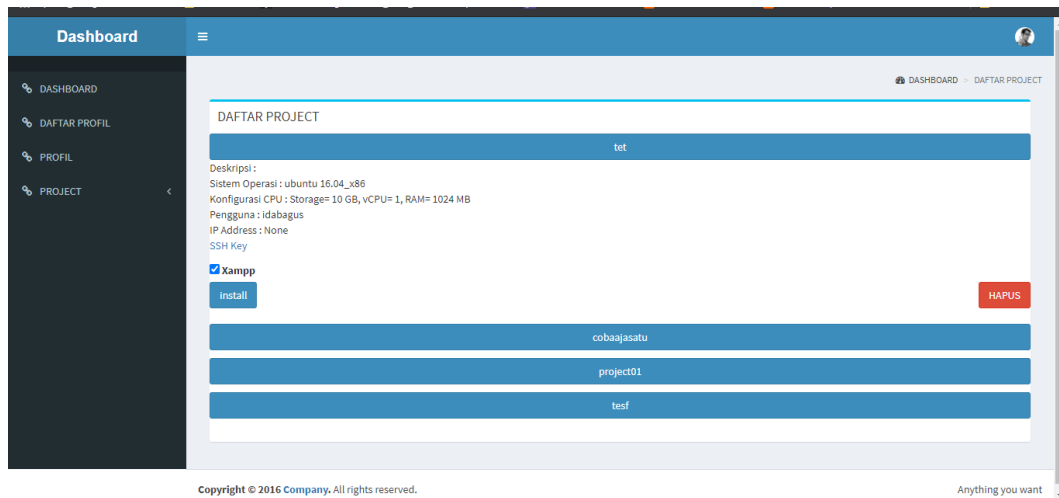 Dashboard
DASHBOARD > DAFTAR PROJECT
DASHBOARD
DAFTAR PROFIL
PROFIL
PROJECT
DAFTAR PROJECT
tet
Deskripsi :
Sistem Operasi : ubuntu 16.04_x86
Konfigurasi CPU : Storage= 10 GB, vCPU= 1, RAM= 1024 MB
Pengguna : idabagus
IP Address : None
SSH Key
Xampp
install
HAPUS
cobaajasatu
project01
tesf
Copyright © 2016 Company. All rights reserved.
Anything you want